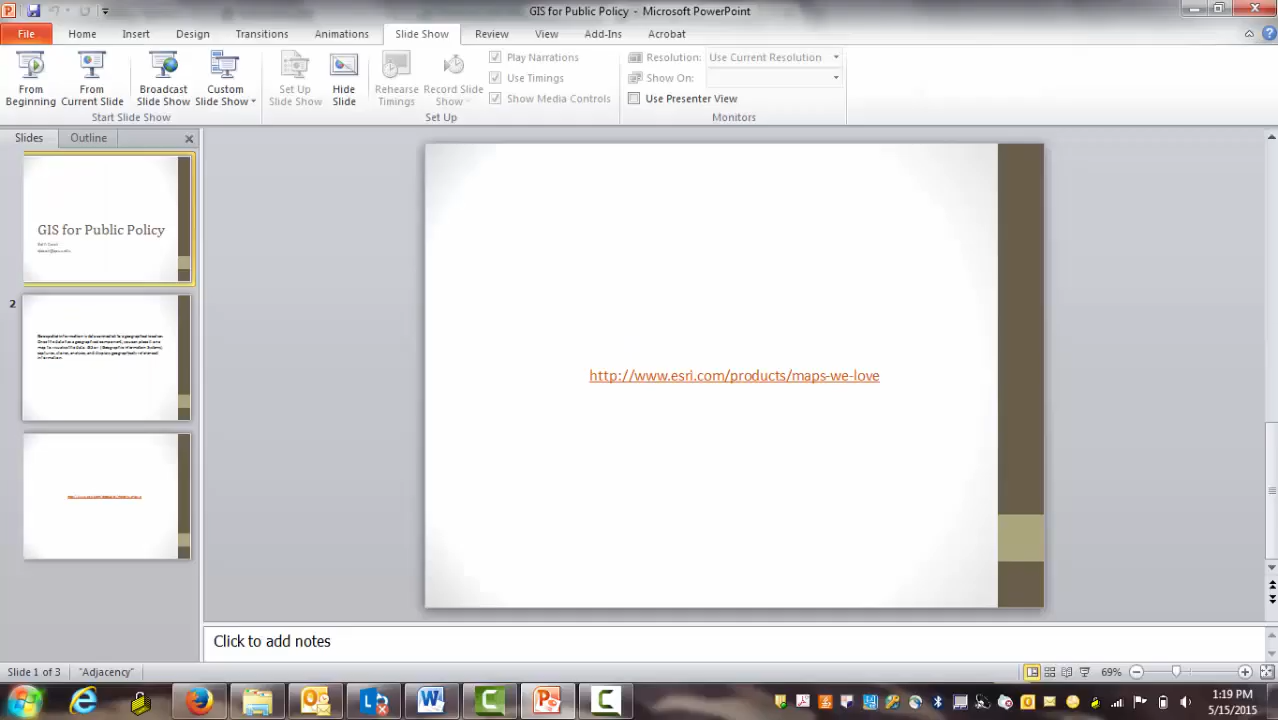 GIS for Public Policy - Microsoft PowerPoint
File Home Insert Design Transitions Animations Slide Show Review View Add-Ins Acrobat
From Beginning
From Current Slide
Broadcast Slide Show
Custom Slide Show
Start Slide Show
Set Up Slide Show
Hide Slide
Rehearse Timings
Record Slide Show
Play Narrations
Use Timings
Show Media Controls
Set Up
Resolution: Use Current Resolution
Show On:
Use Presenter View
Monitors
Slides Outline
GIS for Public Policy
2
http://www.esri.com/products/maps-we-love
Click to add notes
Slide 1 of 3 "Adjacency" 69%
1:19 PM
5/15/2015